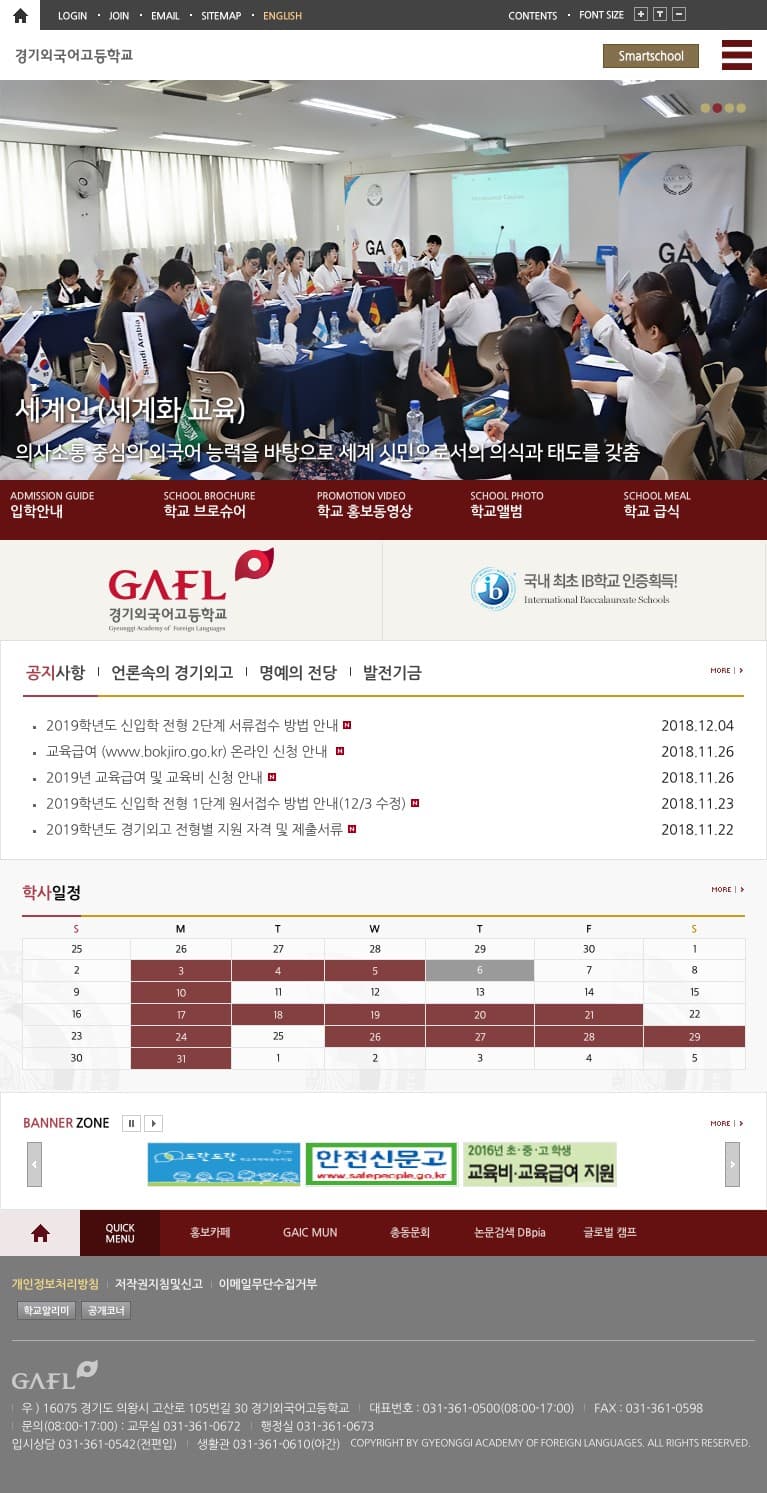 LOGIN · JOIN · EMAIL · SITEMAP · ENGLISH
CONTENTS · FONT SIZE + T −
경기외국어고등학교
Smartschool
GAIC MUN
GA
GA
Saudi Arabia
세계인 (세계화 교육)
의사소통 중심의 외국어 능력을 바탕으로 세계 시민으로서의 의식과 태도를 갖춤
ADMISSION GUIDE
입학안내
SCHOOL BROCHURE
학교 브로슈어
PROMOTION VIDEO
학교 홍보동영상
SCHOOL PHOTO
학교앨범
SCHOOL MEAL
학교 급식
GAFL
경기외국어고등학교
Gyeonggi Academy of Foreign Languages
ib
국내 최초 IB학교 인증획득!
International Baccalaureate Schools
공지사항 | 언론속의 경기외고 | 명예의 전당 | 발전기금
MORE
2019학년도 신입학 전형 2단계 서류접수 방법 안내 N 2018.12.04
교육급여 (www.bokjiro.go.kr) 온라인 신청 안내 N 2018.11.26
2019년 교육급여 및 교육비 신청 안내 N 2018.11.26
2019학년도 신입학 전형 1단계 원서접수 방법 안내(12/3 수정) N 2018.11.23
2019학년도 경기외고 전형별 지원 자격 및 제출서류 N 2018.11.22
학사일정
MORE
S M T W T F S
25 26 27 28 29 30 1
2 3 4 5 6 7 8
9 10 11 12 13 14 15
16 17 18 19 20 21 22
23 24 25 26 27 28 29
30 31 1 2 3 4 5
BANNER ZONE
MORE
도란도란
안전신문고
www.safepeople.go.kr
2016년 초·중·고 학생
교육비·교육급여 지원
QUICK
MENU
홍보카페
GAIC MUN
총동문회
논문검색 DBpia
글로벌 캠프
개인정보처리방침 | 저작권지침및신고 | 이메일무단수집거부
학교알리미 공개코너
GAFL
우 ) 16075 경기도 의왕시 고산로 105번길 30 경기외국어고등학교 | 대표번호 : 031-361-0500(08:00-17:00) | FAX : 031-361-0598
문의(08:00-17:00) : 교무실 031-361-0672 | 행정실 031-361-0673
입시상담 031-361-0542(전편입) | 생활관 031-361-0610(야간) COPYRIGHT BY GYEONGGI ACADEMY OF FOREIGN LANGUAGES. ALL RIGHTS RESERVED.